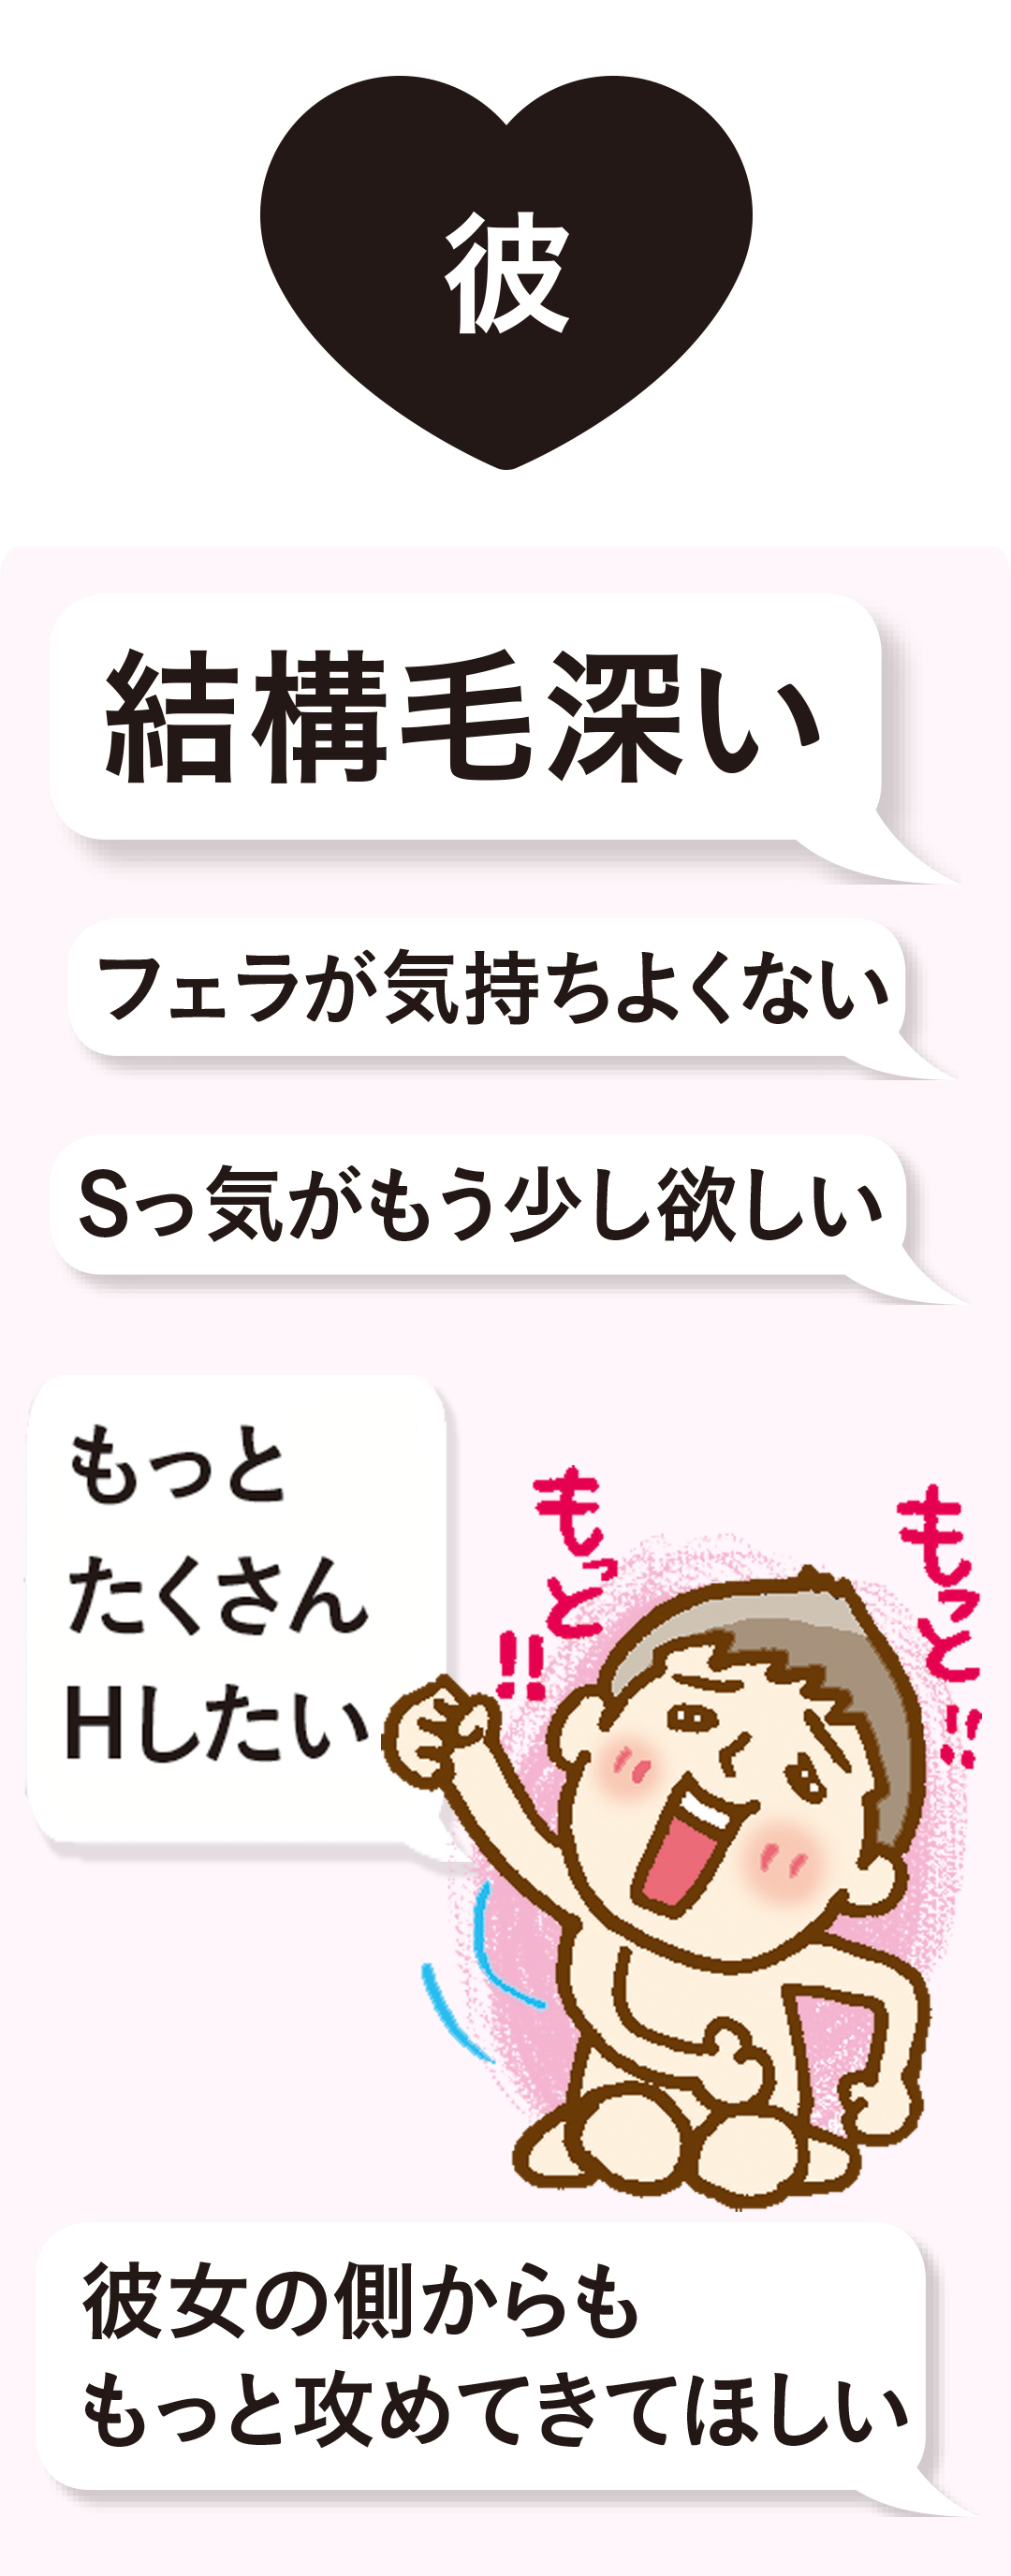 彼
結構毛深い
フェラが気持ちよくない
Sっ気がもう少し欲しい
もっと
たくさん
Hしたい
もっと!!
もっと!!
彼女の側からも
もっと攻めてきてほしい